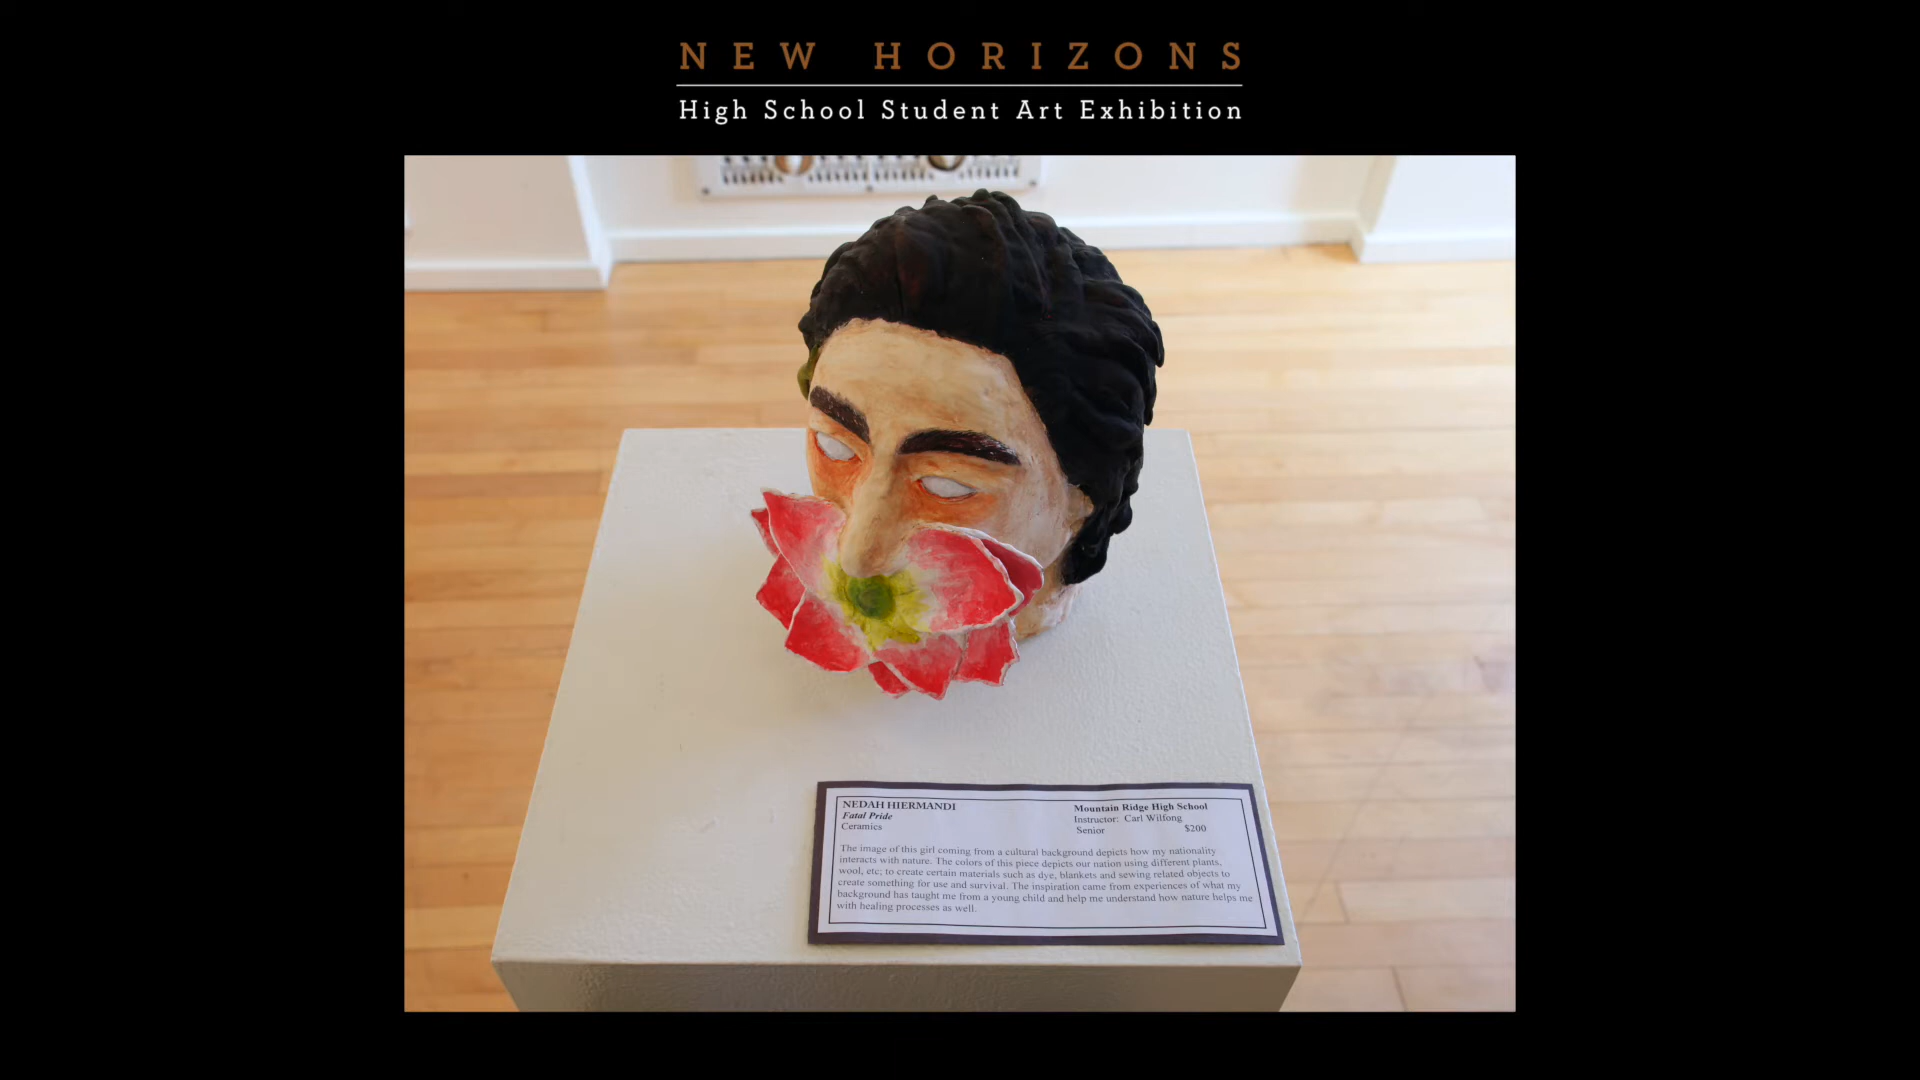 NEW HORIZONS
High School Student Art Exhibition
NEDAH HIERMANDI
Fatal Pride
Ceramics
Mountain Ridge High School
Instructor: Carl Wilfong
Senior $200
The image of this girl coming from a cultural background depicts how my nationality
interacts with nature. The colors of this piece depicts our nation using different plants,
wool, etc; to create certain materials such as dye, blankets and sewing related objects to
create something for use and survival. The inspiration came from experiences of what my
background has taught me from a young child and help me understand how nature helps me
with healing processes as well.